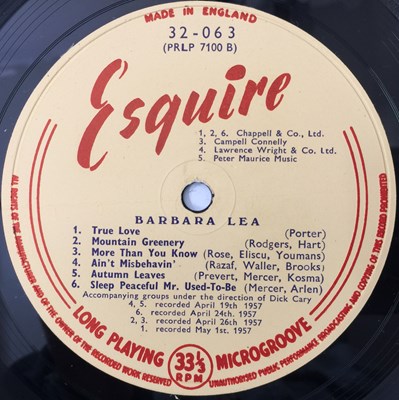 MADE IN ENGLAND
32-063
(PRLP 7100 B)
Esquire
1, 2, 6. Chappell & Co., Ltd.
3. Campell Connelly
4. Lawrence Wright & Co. Ltd.
5. Peter Maurice Music
BARBARA LEA
1. True Love (Porter)
2. Mountain Greenery (Rodgers, Hart)
3. More Than You Know (Rose, Eliscu, Youmans)
4. Ain't Misbehavin' (Razaf, Waller, Brooks)
5. Autumn Leaves (Prevert, Mercer, Kosma)
6. Sleep Peaceful Mr. Used-To-Be (Mercer, Arlen)
Accompanying groups under the direction of Dick Cary
4, 5. recorded April 19th 1957
6. recorded April 24th. 1957
2, 3. recorded April 26th 1957
1. recorded May 1st. 1957
LONG PLAYING 33⅓ RPM MICROGROOVE
ALL RIGHTS OF THE MANUFACTURER AND OF THE OWNER OF THE RECORDED WORK RESERVED
UNAUTHORISED PUBLIC PERFORMANCE BROADCASTING AND COPYING OF THIS RECORD PROHIBITED